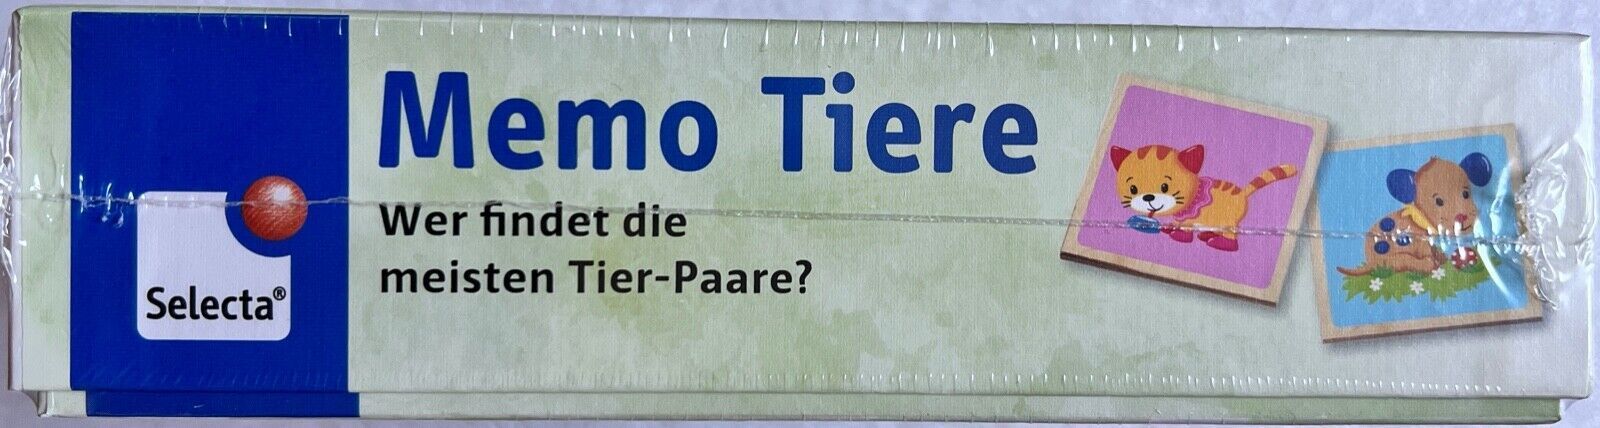 Selecta®
Memo Tiere
Wer findet die
meisten Tier-Paare?